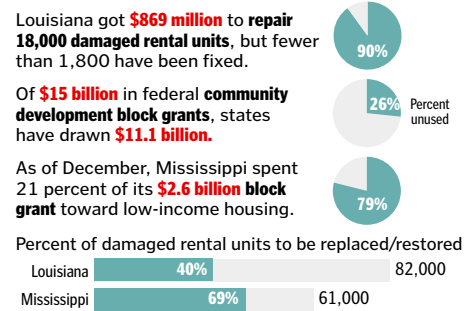 Louisiana got $869 million to repair
18,000 damaged rental units, but fewer
than 1,800 have been fixed.
90%
Of $15 billion in federal community
development block grants, states
have drawn $11.1 billion.
26% Percent
unused
As of December, Mississippi spent
21 percent of its $2.6 billion block
grant toward low-income housing.
79%
Percent of damaged rental units to be replaced/restored
Louisiana 40% 82,000
Mississippi 69% 61,000